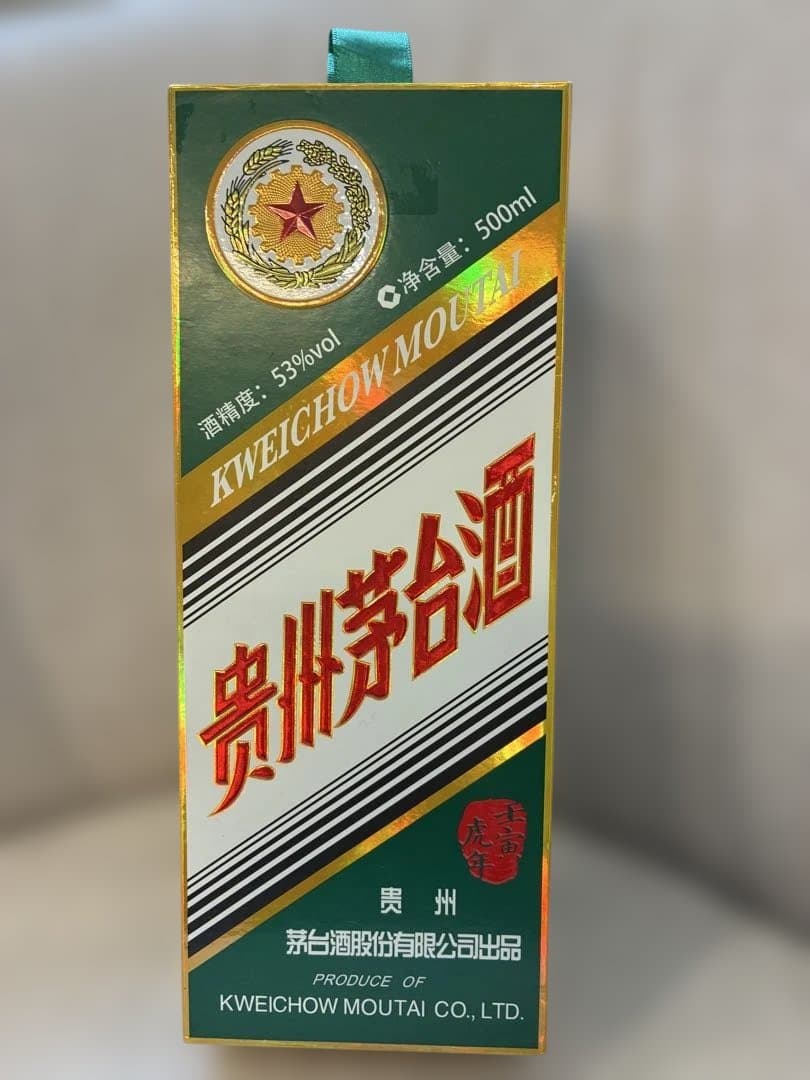 净含量：500ml
酒精度：53%vol
KWEICHOW MOUTAI
贵州茅台酒
壬寅
虎年
贵州
茅台酒股份有限公司出品
PRODUCE OF
KWEICHOW MOUTAI CO., LTD.